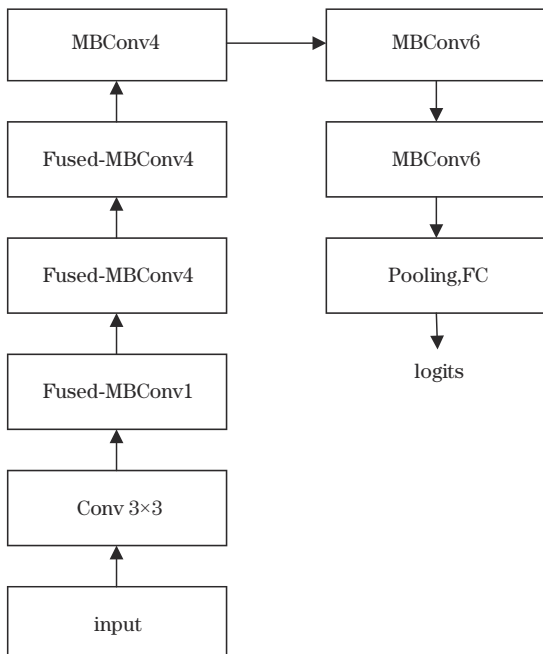 MBConv4
MBConv6
Fused-MBConv4
MBConv6
Fused-MBConv4
Pooling,FC
logits
Fused-MBConv1
Conv 3×3
input